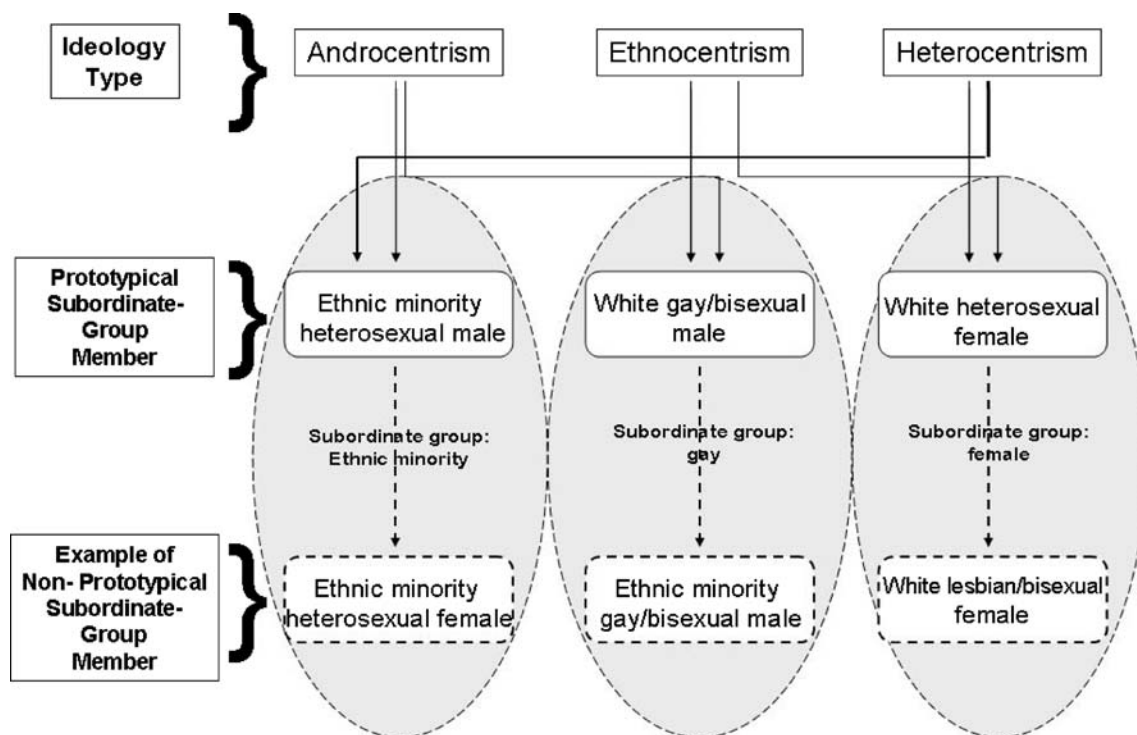 Ideology
Type
Androcentrism
Ethnocentrism
Heterocentrism
Prototypical
Subordinate-
Group
Member
Ethnic minority
heterosexual male
White gay/bisexual
male
White heterosexual
female
Subordinate group:
Ethnic minority
Subordinate group:
gay
Subordinate group:
female
Example of
Non- Prototypical
Subordinate-
Group
Member
Ethnic minority
heterosexual female
Ethnic minority
gay/bisexual male
White lesbian/bisexual
female